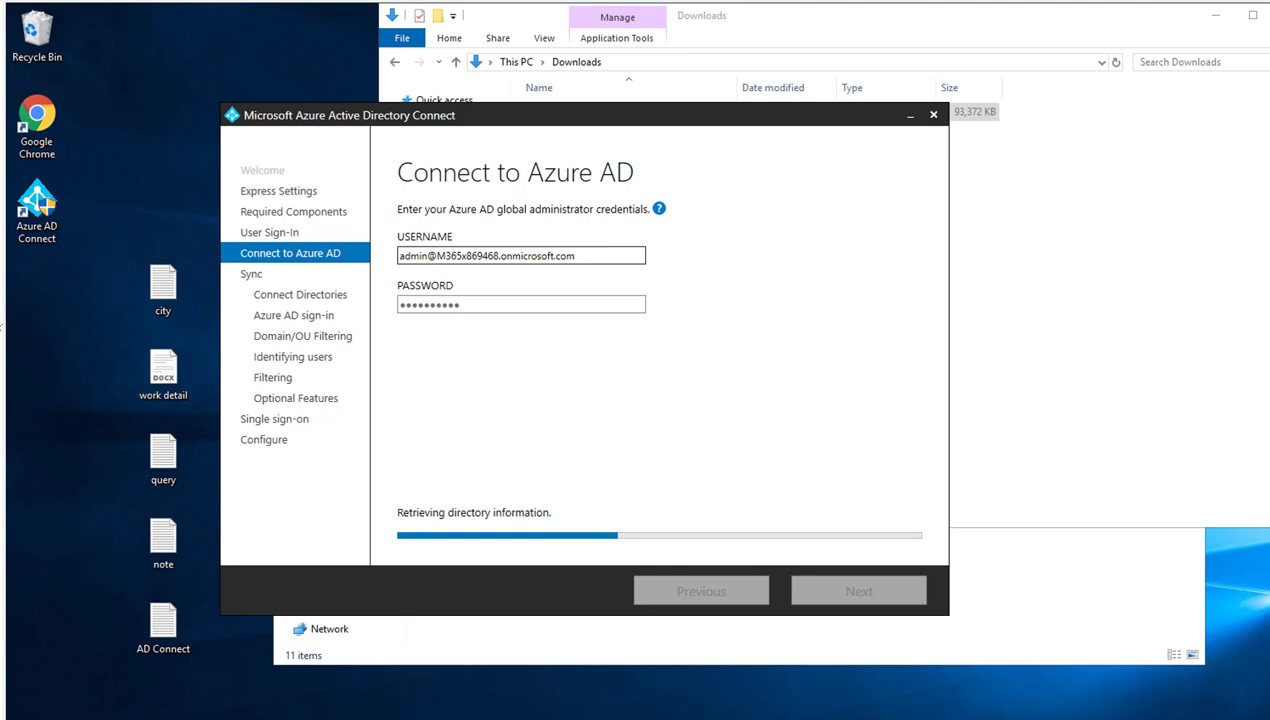 Recycle Bin
Google
Chrome
Azure AD
Connect
city
DOCX
work detail
query
note
AD Connect
Manage
Downloads
File
Home
Share
View
Application Tools
This PC
Downloads
Search Downloads
Name
Date modified
Type
Size
Quick access
93,372 KB
Microsoft Azure Active Directory Connect
Welcome
Express Settings
Required Components
User Sign-In
Connect to Azure AD
Sync
Connect Directories
Azure AD sign-in
Domain/OU Filtering
Identifying users
Filtering
Optional Features
Single sign-on
Configure
Connect to Azure AD
Enter your Azure AD global administrator credentials. ?
USERNAME
admin@M365x869468.onmicrosoft.com
PASSWORD
●●●●●●●●●●
Retrieving directory information.
Previous
Next
Network
11 items